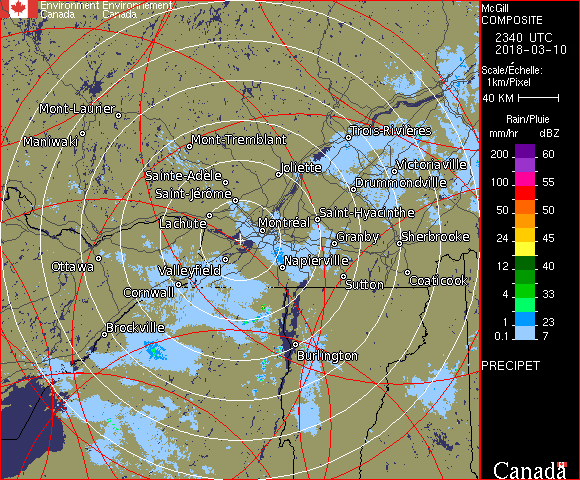 Environment Environnement
Canada Canada
McGill
COMPOSITE
2340 UTC
2018-03-10
Scale/Échelle:
1km/Pixel
40 KM
Rain/Pluie
mm/hr dBZ
200 60
150 57
100 55
50 50
24 45
12 40
4 33
1 23
0.1 7
PRECIPET
Canada
Mont-Laurier
Maniwaki
Mont-Tremblant
Trois-Rivières
Sainte-Adèle
Joliette
Victoriaville
Saint-Jérôme
Drummondville
Lachute
Montréal
Saint-Hyacinthe
Granby
Sherbrooke
Ottawa
Valleyfield
Napierville
Sutton
Coaticook
Cornwall
Brockville
Burlington